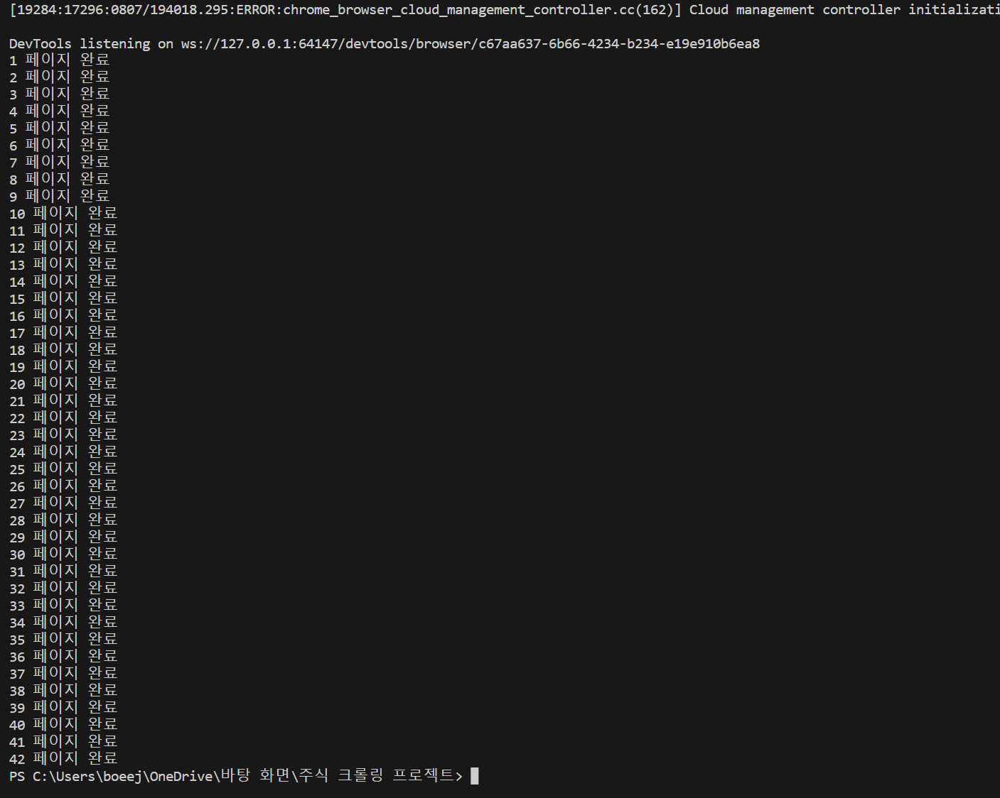 [19284:17296:0807/194018.295:ERROR:chrome_browser_cloud_management_controller.cc(162)] Cloud management controller initializati
DevTools listening on ws://127.0.0.1:64147/devtools/browser/c67aa637-6b66-4234-b234-e19e910b6ea8
1 페이지 완료
2 페이지 완료
3 페이지 완료
4 페이지 완료
5 페이지 완료
6 페이지 완료
7 페이지 완료
8 페이지 완료
9 페이지 완료
10 페이지 완료
11 페이지 완료
12 페이지 완료
13 페이지 완료
14 페이지 완료
15 페이지 완료
16 페이지 완료
17 페이지 완료
18 페이지 완료
19 페이지 완료
20 페이지 완료
21 페이지 완료
22 페이지 완료
23 페이지 완료
24 페이지 완료
25 페이지 완료
26 페이지 완료
27 페이지 완료
28 페이지 완료
29 페이지 완료
30 페이지 완료
31 페이지 완료
32 페이지 완료
33 페이지 완료
34 페이지 완료
35 페이지 완료
36 페이지 완료
37 페이지 완료
38 페이지 완료
39 페이지 완료
40 페이지 완료
41 페이지 완료
42 페이지 완료
PS C:\Users\boeej\OneDrive\바탕 화면\주식 크롤링 프로젝트>